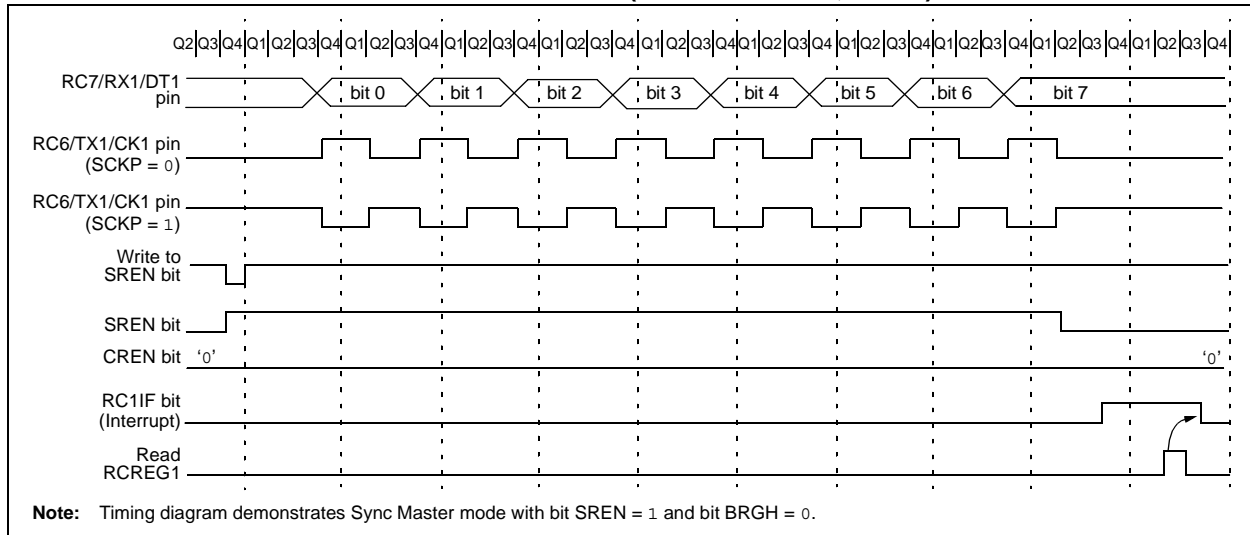 Q2 Q3 Q4 Q1 Q2 Q3 Q4 Q1 Q2 Q3 Q4 Q1 Q2 Q3 Q4 Q1 Q2 Q3 Q4 Q1 Q2 Q3 Q4 Q1 Q2 Q3 Q4 Q1 Q2 Q3 Q4 Q1 Q2 Q3 Q4 Q1 Q2 Q3 Q4 Q1 Q2 Q3 Q4
RC7/RX1/DT1
pin
bit 0 bit 1 bit 2 bit 3 bit 4 bit 5 bit 6 bit 7
RC6/TX1/CK1 pin
(SCKP = 0)
RC6/TX1/CK1 pin
(SCKP = 1)
Write to
SREN bit
SREN bit
CREN bit ‘0’ ‘0’
RC1IF bit
(Interrupt)
Read
RCREG1
Note: Timing diagram demonstrates Sync Master mode with bit SREN = 1 and bit BRGH = 0.